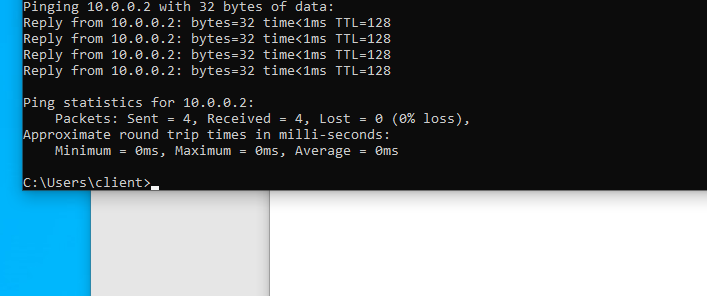 Pinging 10.0.0.2 with 32 bytes of data:
Reply from 10.0.0.2: bytes=32 time<1ms TTL=128
Reply from 10.0.0.2: bytes=32 time<1ms TTL=128
Reply from 10.0.0.2: bytes=32 time<1ms TTL=128
Reply from 10.0.0.2: bytes=32 time<1ms TTL=128
Ping statistics for 10.0.0.2:
Packets: Sent = 4, Received = 4, Lost = 0 (0% loss),
Approximate round trip times in milli-seconds:
Minimum = 0ms, Maximum = 0ms, Average = 0ms
C:\Users\client>